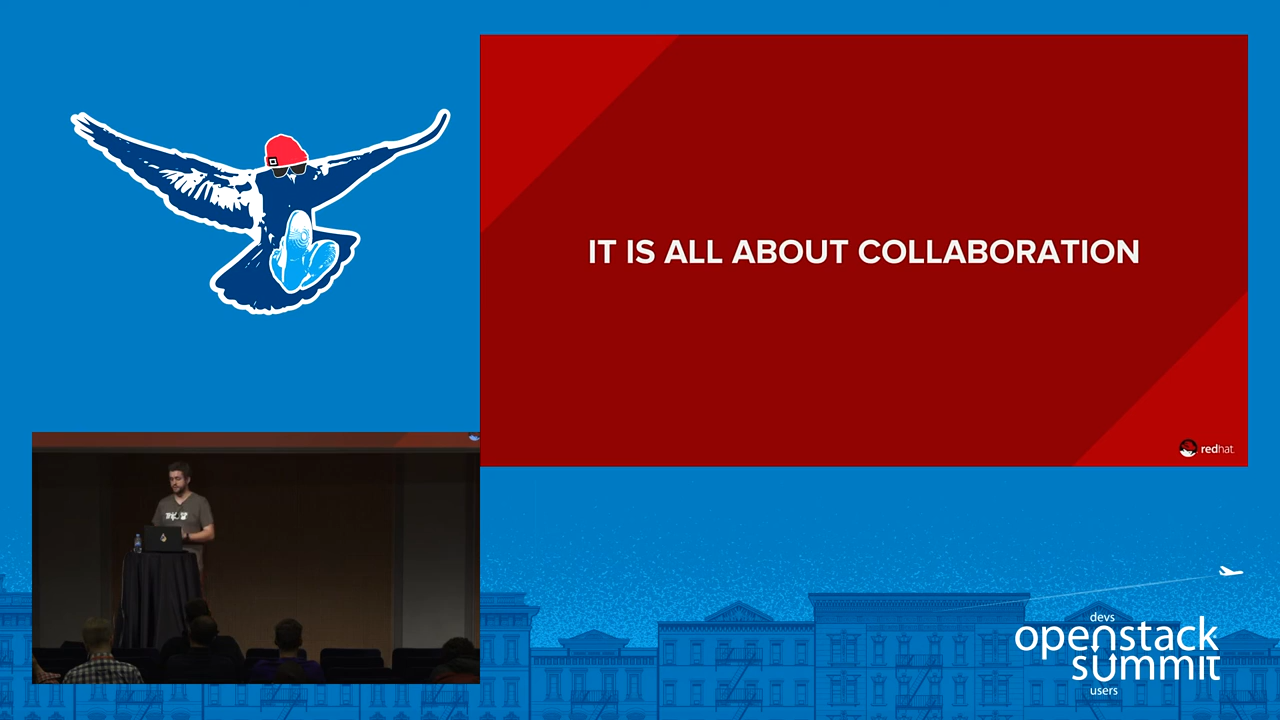 IT IS ALL ABOUT COLLABORATION
redhat.
devs
openstack
summit
users